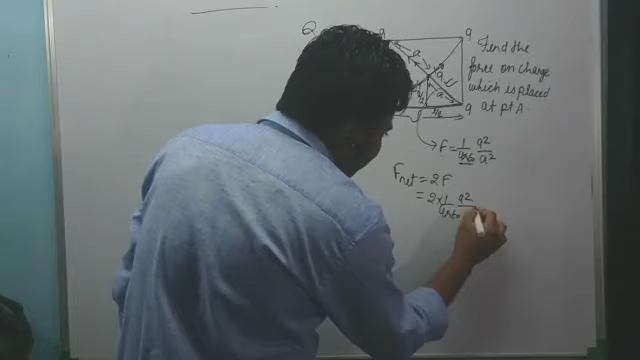 Q
q
q
Find the
force on charge
which is placed
at pt A.
a
a
q
F = 1/4πε₀ q²/a²
Fnet = 2F
= 2 × 1/4πε₀ q²